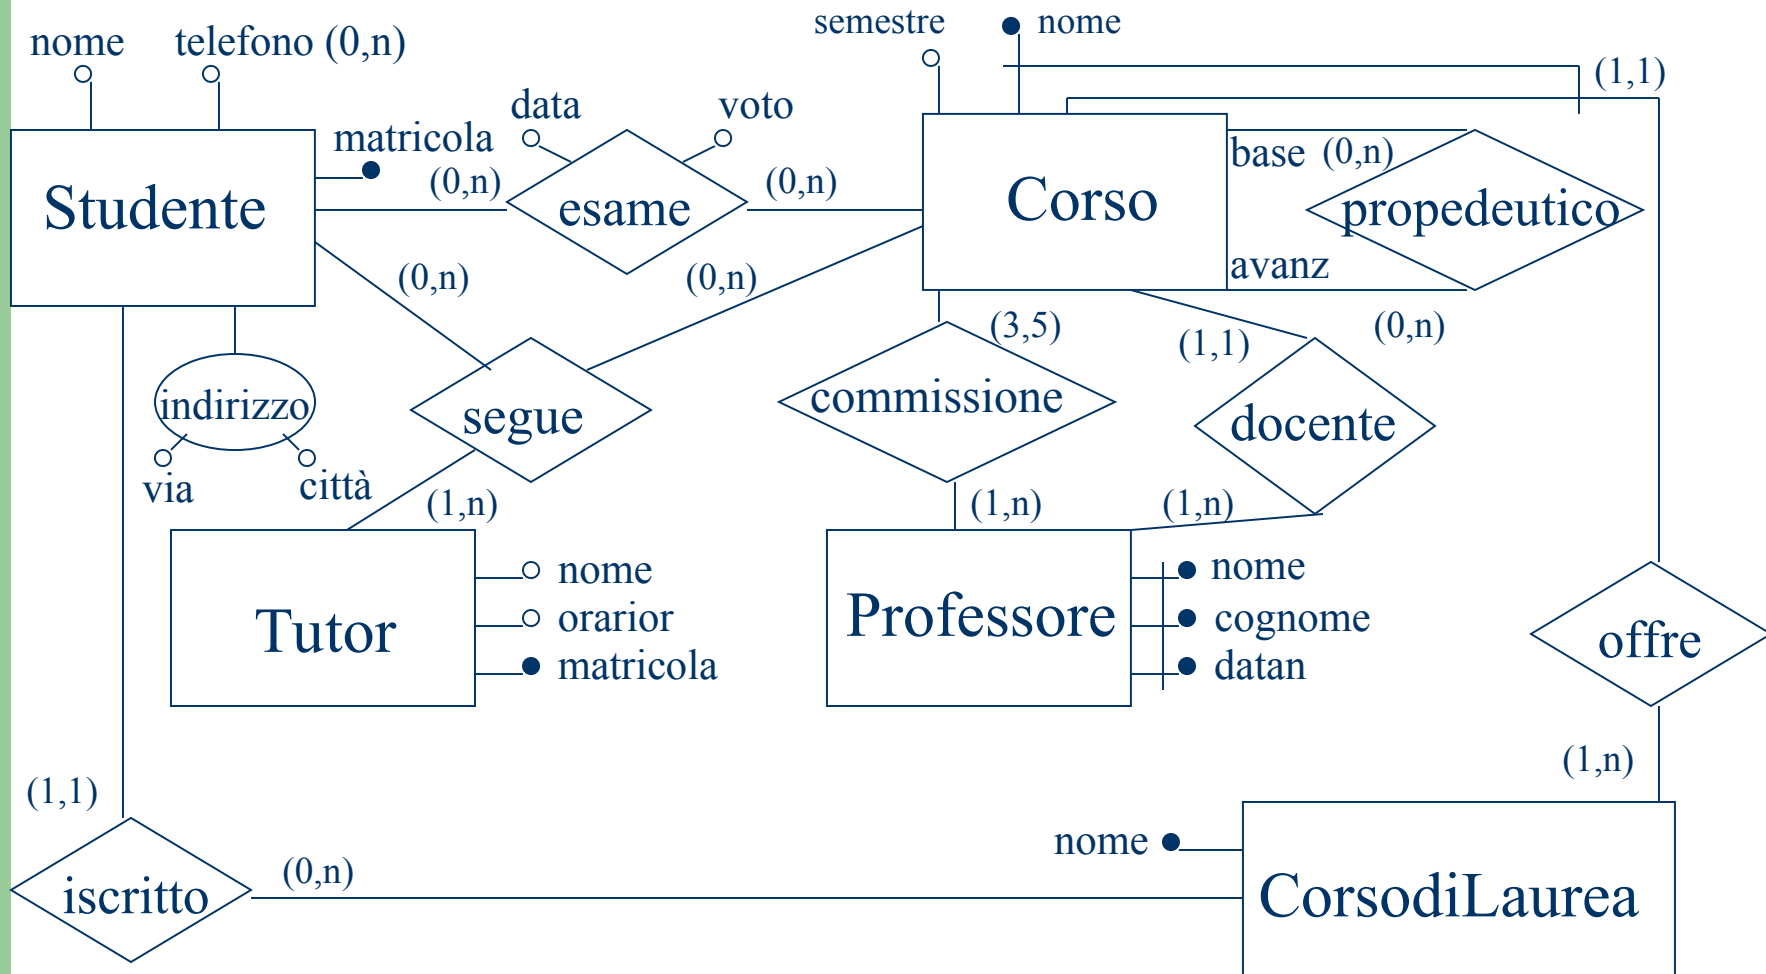 semestre
nome
nome
telefono (0,n)
(1,1)
data
voto
matricola
(0,n)
(0,n)
base (0,n)
Studente
esame
Corso
propedeutico
(0,n)
(0,n)
avanz
(3,5)
(1,1)
(0,n)
indirizzo
segue
commissione
docente
via
città
(1,n)
(1,n)
(1,n)
nome
nome
Tutor
orarior
Professore
cognome
offre
matricola
datan
(1,n)
(1,1)
nome
(0,n)
iscritto
CorsodiLaurea